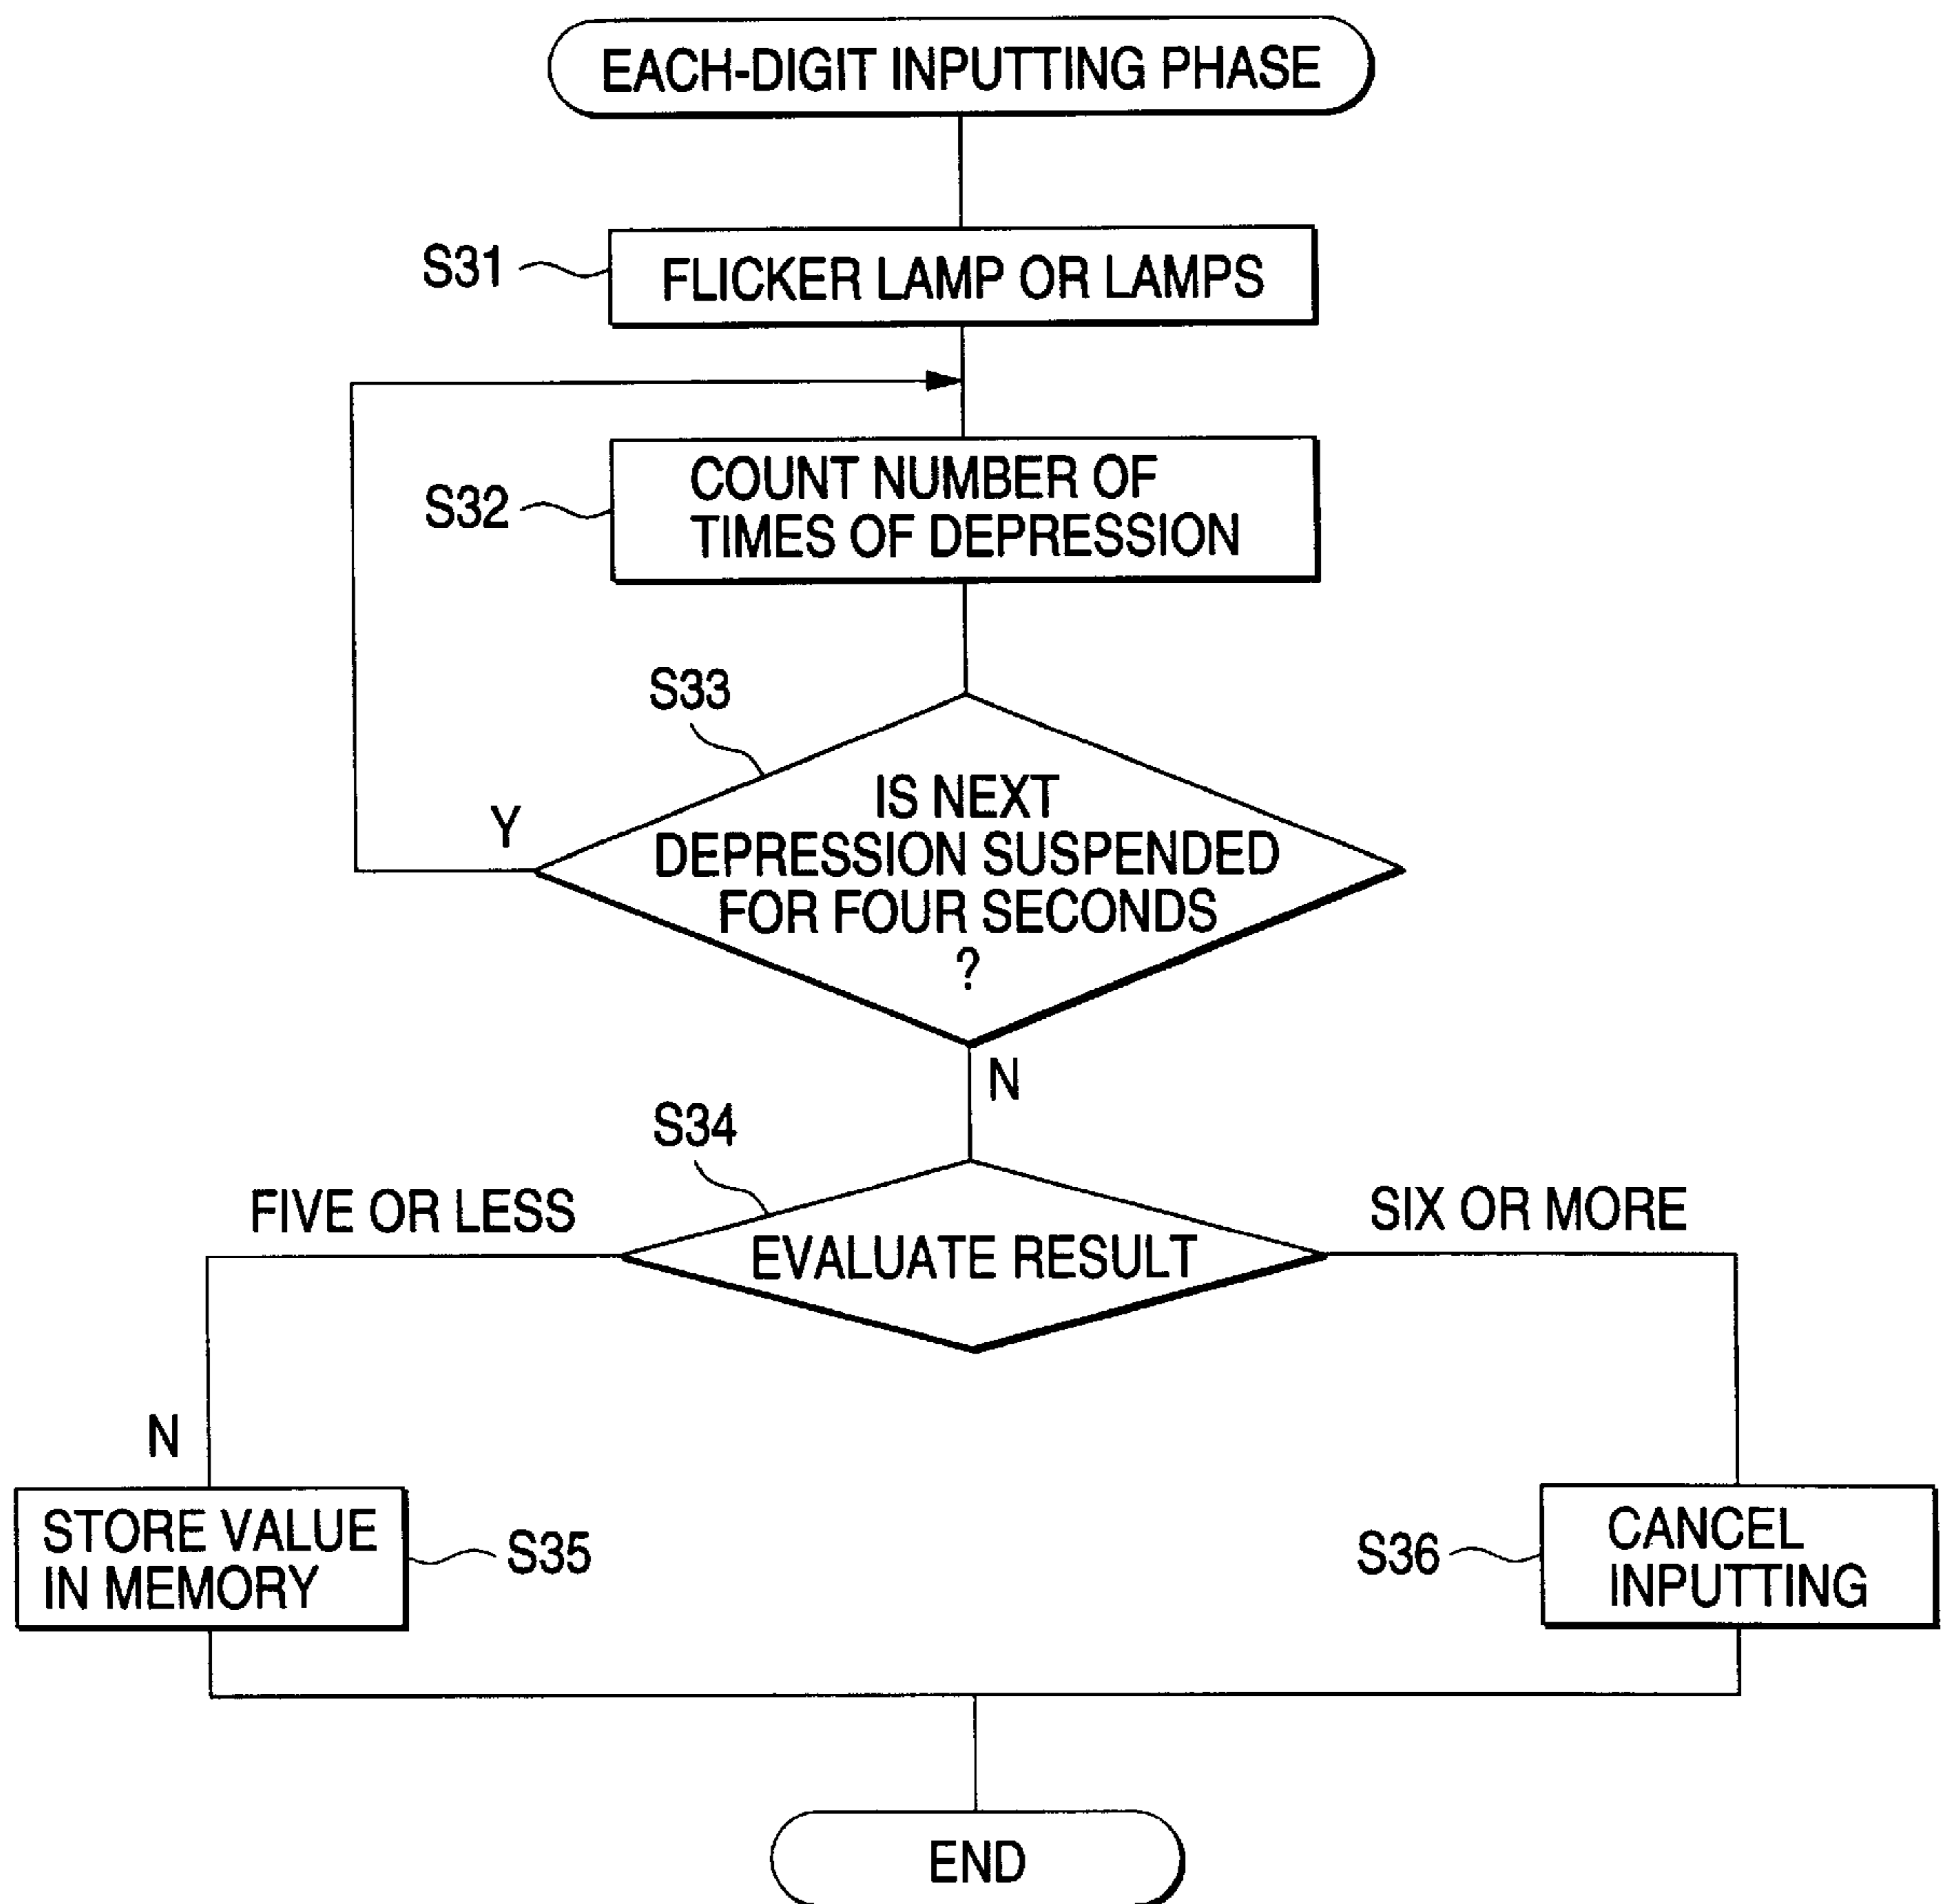 EACH-DIGIT INPUTTING PHASE
S31
FLICKER LAMP OR LAMPS
S32
COUNT NUMBER OF
TIMES OF DEPRESSION
S33
Y
IS NEXT
DEPRESSION SUSPENDED
FOR FOUR SECONDS
?
N
S34
FIVE OR LESS
SIX OR MORE
EVALUATE RESULT
N
STORE VALUE
IN MEMORY
S35
S36
CANCEL
INPUTTING
END